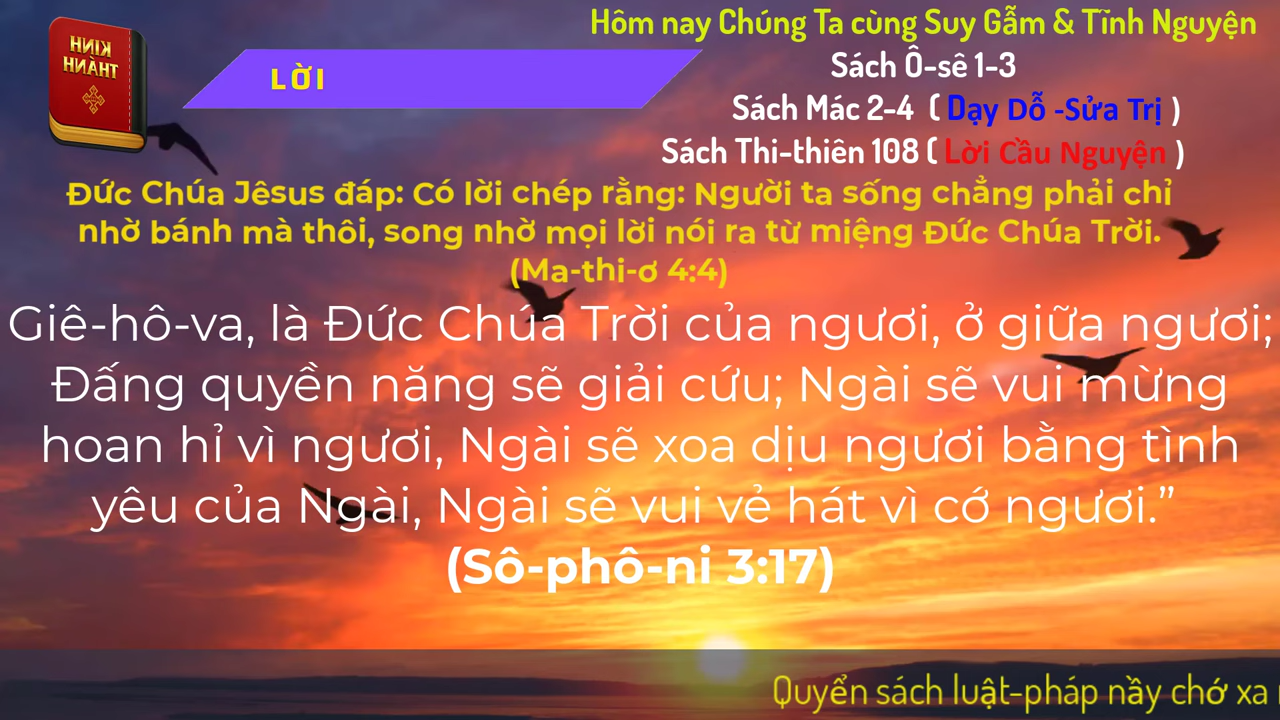 KINH
THÀNH
LỜI
Hôm nay Chúng Ta cùng Suy Gẫm & Tĩnh Nguyện
Sách Ô-sê 1-3
Sách Mác 2-4 ( Dạy Dỗ -Sửa Trị )
Sách Thi-thiên 108 ( Lời Cầu Nguyện )
Đức Chúa Jêsus đáp: Có lời chép rằng: Người ta sống chẳng phải chỉ
nhờ bánh mà thôi, song nhờ mọi lời nói ra từ miệng Đức Chúa Trời.
(Ma-thi-ơ 4:4)
Giê-hô-va, là Đức Chúa Trời của ngươi, ở giữa ngươi;
Đấng quyền năng sẽ giải cứu; Ngài sẽ vui mừng
hoan hỉ vì ngươi, Ngài sẽ xoa dịu ngươi bằng tình
yêu của Ngài, Ngài sẽ vui vẻ hát vì cớ ngươi.”
(Sô-phô-ni 3:17)
Quyển sách luật-pháp nầy chớ xa